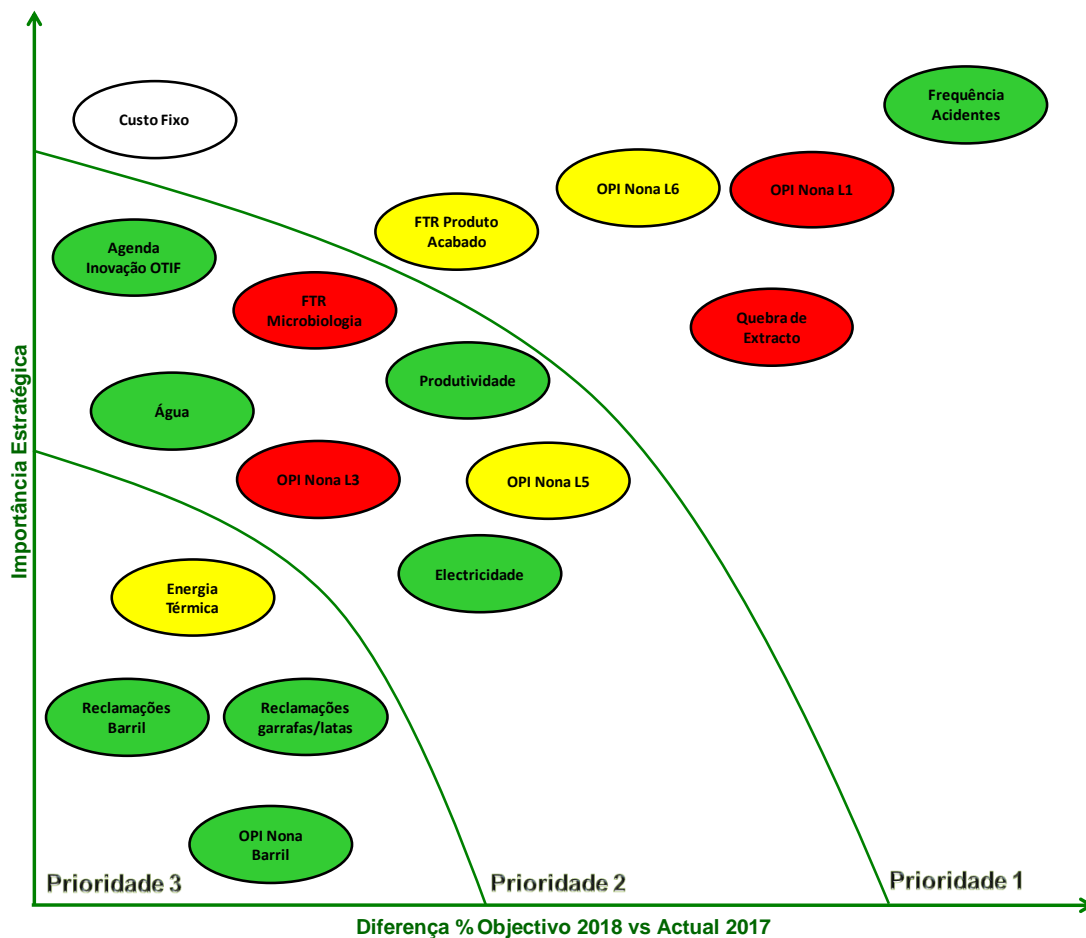 Frequência
Acidentes
Custo Fixo
OPI Nona L6
OPI Nona L1
FTR Produto
Acabado
Agenda
Inovação OTIF
FTR
Microbiologia
Quebra de
Extracto
Produtividade
Água
OPI Nona L3
OPI Nona L5
Electricidade
Energia
Térmica
Reclamações
Barril
Reclamações
garrafas/latas
OPI Nona
Barril
Importância Estratégica
Prioridade 3
Prioridade 2
Prioridade 1
Diferença % Objectivo 2018 vs Actual 2017